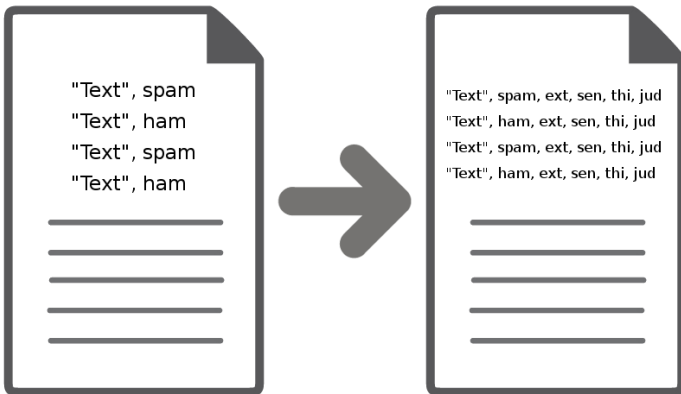 "Text", spam
"Text", ham
"Text", spam
"Text", ham
"Text", spam, ext, sen, thi, jud
"Text", ham, ext, sen, thi, jud
"Text", spam, ext, sen, thi, jud
"Text", ham, ext, sen, thi, jud